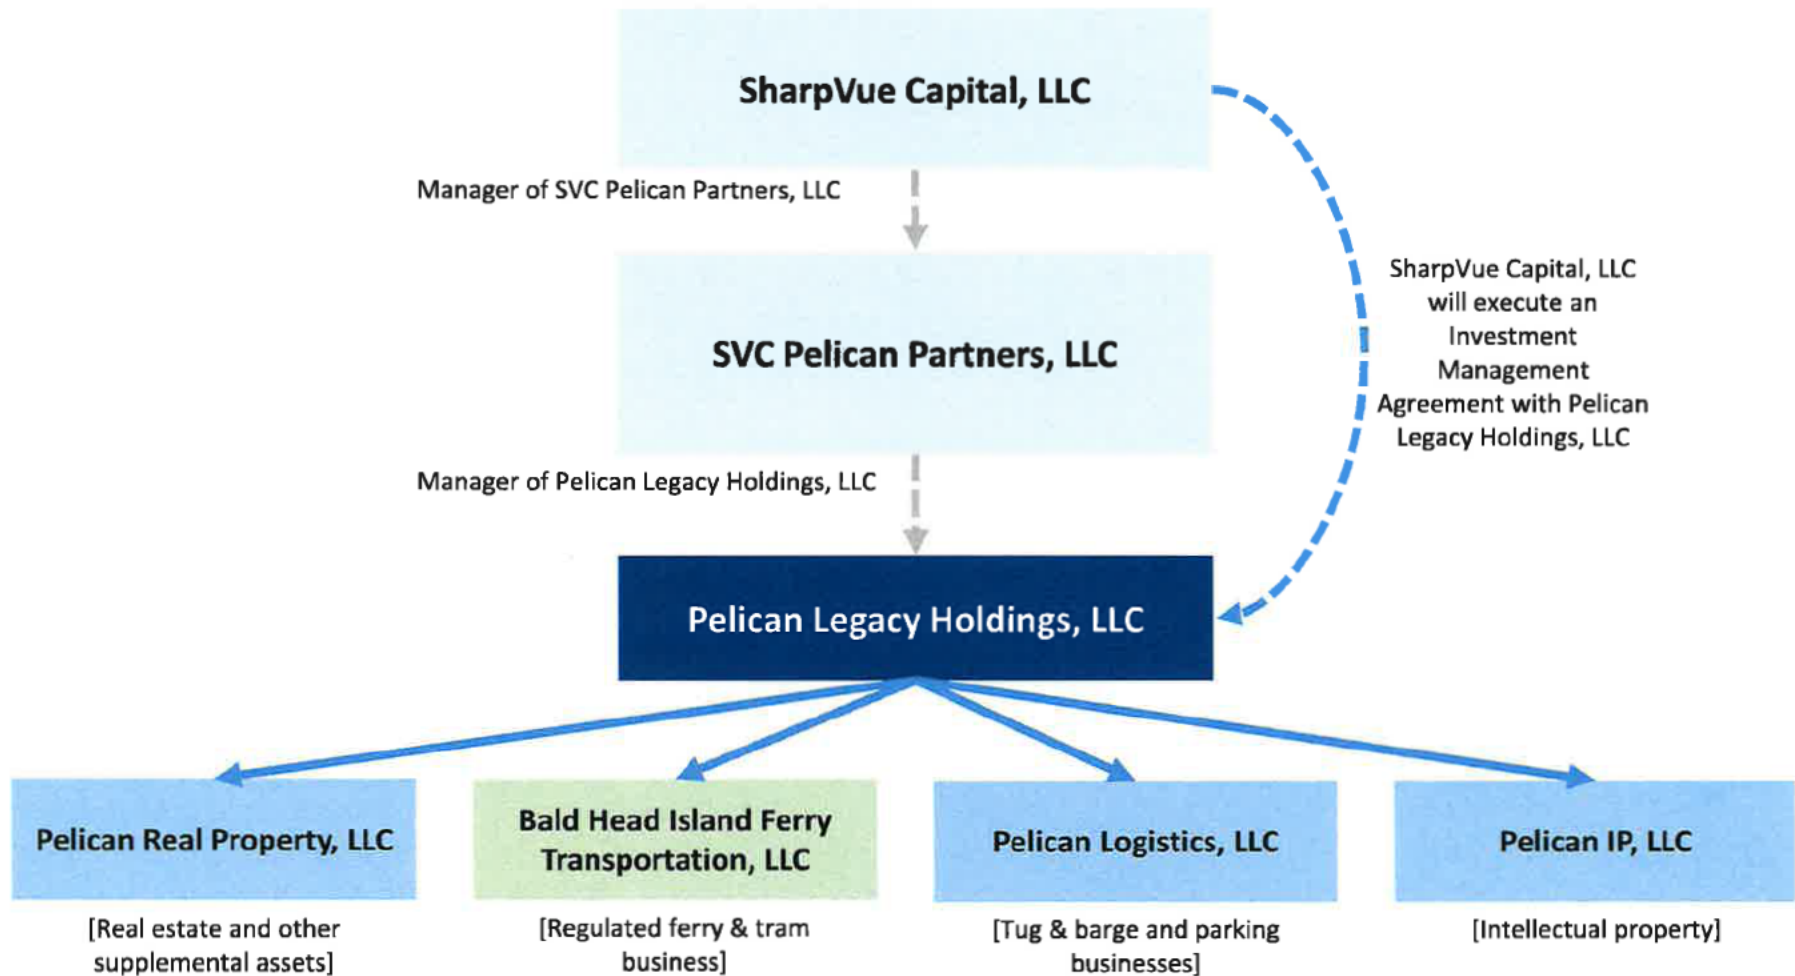 SharpVue Capital, LLC
Manager of SVC Pelican Partners, LLC
SVC Pelican Partners, LLC
SharpVue Capital, LLC
will execute an
Investment
Management
Agreement with Pelican
Legacy Holdings, LLC
Manager of Pelican Legacy Holdings, LLC
Pelican Legacy Holdings, LLC
Pelican Real Property, LLC
[Real estate and other
supplemental assets]
Bald Head Island Ferry
Transportation, LLC
[Regulated ferry & tram
business]
Pelican Logistics, LLC
[Tug & barge and parking
businesses]
Pelican IP, LLC
[Intellectual property]